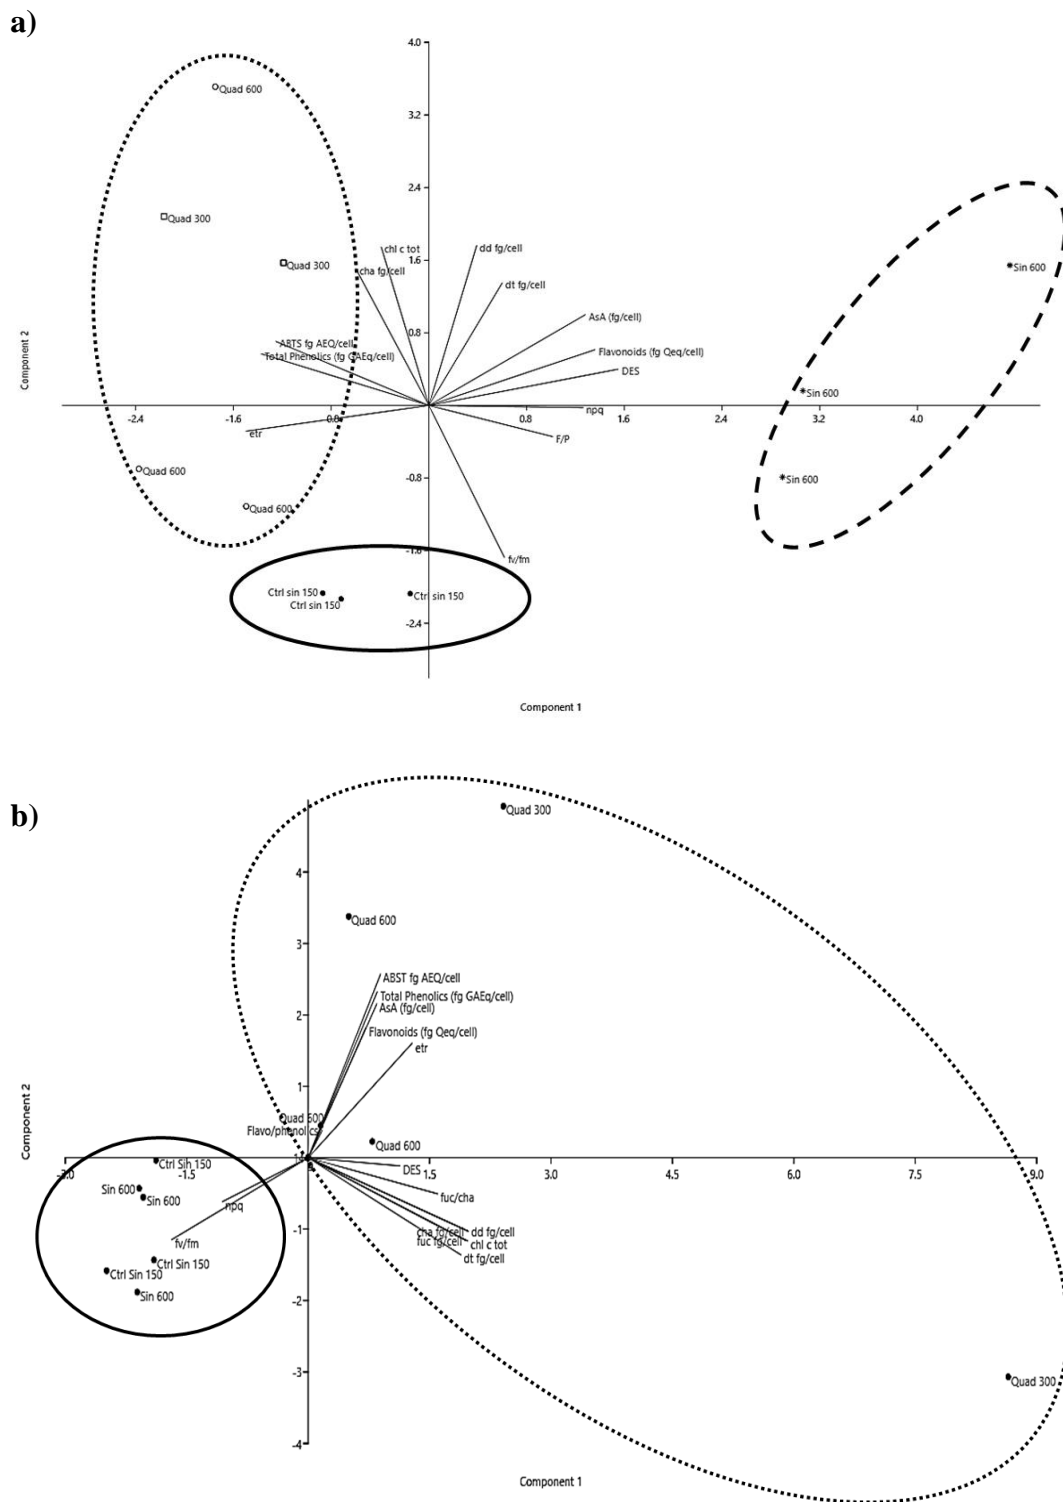 a)
4.0
Quad 600
3.2
2.4
Quad 300
chl c tot
dd fg/cell
1.6
Quad 300
cha fg/cell
Sin 600
dt fg/cell
AsA (fg/cell)
0.8
ABTS fg AEQ/cell
Flavonoids (fg Qeq/cell)
Total Phenolics (fg GAEq/cell)
DES
Component 2
Sin 600
npq
-2.4 -1.6 -0.8 0.8 1.6 2.4 3.2 4.0
etr
F/P
Quad 600
-0.8
Sin 600
Quad 600
-1.6
fv/fm
Ctrl sin 150
Ctrl sin 150
Ctrl sin 150
-2.4
Component 1
b)
Quad 300
4
Quad 600
3
ABST fg AEQ/cell
Total Phenolics (fg GAEq/cell)
AsA (fg/cell)
2
Flavonoids (fg Qeq/cell)
etr
1
Component 2
Quad 600
Flavo/phenolics
Quad 600
Ctrl Sin 150
-3.0 -1.5 1.5 3.0 4.5 6.0 7.5 9.0
DES
Sin 600
Sin 600
fuc/cha
npq
-1
cha fg/cell
dd fg/cell
fuc fg/cell
chl c tot
fv/fm
dt fg/cell
Ctrl Sin 150
Ctrl Sin 150
Sin 600
-2
-3
Quad 300
-4
Component 1